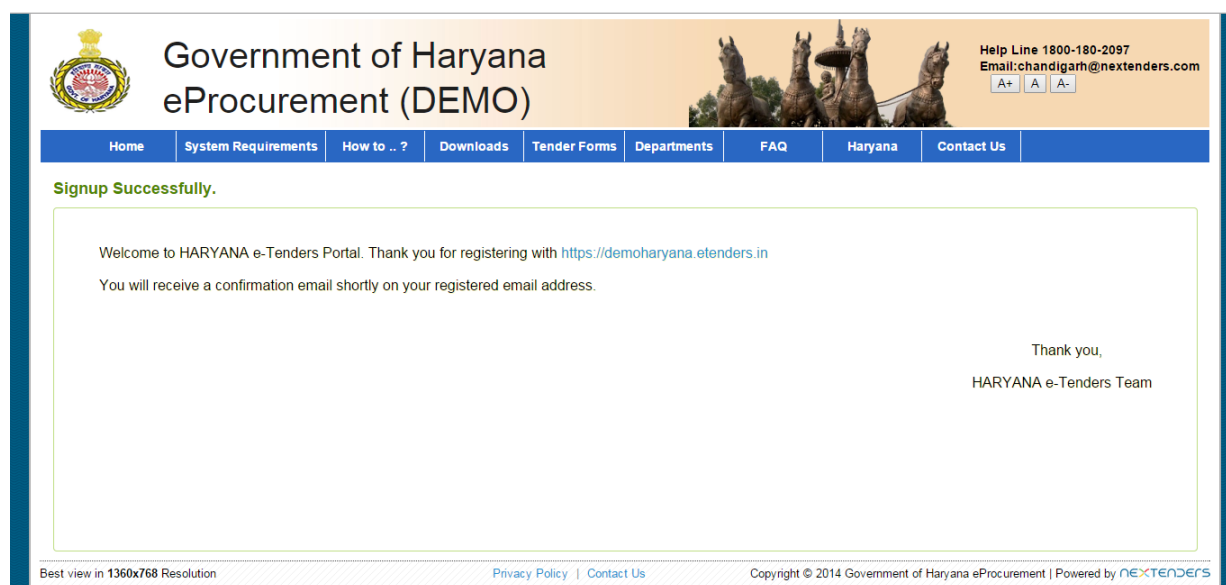 Government of Haryana
eProcurement (DEMO)
Help Line 1800-180-2097
Email:chandigarh@nextenders.com
A+ A A-
Home System Requirements How to .. ? Downloads Tender Forms Departments FAQ Haryana Contact Us
Signup Successfully.
Welcome to HARYANA e-Tenders Portal. Thank you for registering with https://demoharyana.etenders.in
You will receive a confirmation email shortly on your registered email address.
Thank you,
HARYANA e-Tenders Team
Best view in 1360x768 Resolution Privacy Policy | Contact Us Copyright © 2014 Government of Haryana eProcurement | Powered by NEXTENDERS